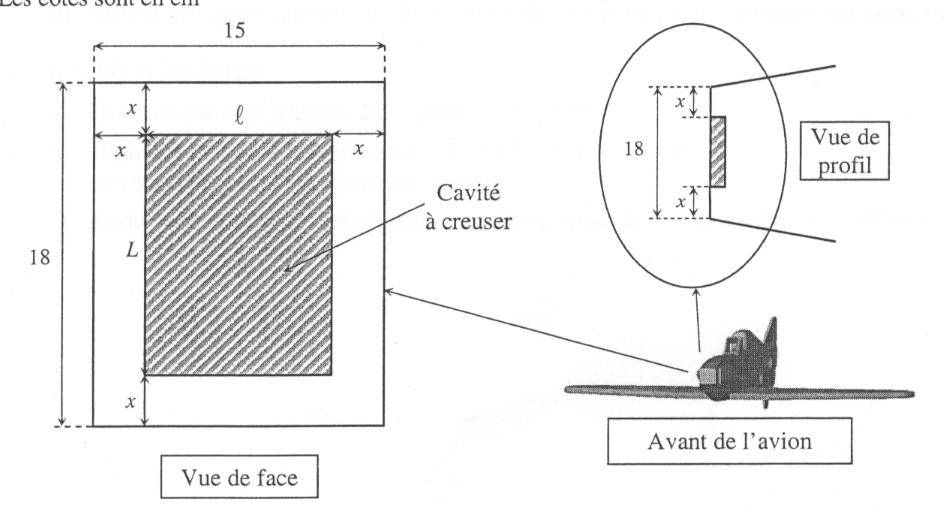 Les cotes sont en cm
15
x
ℓ
x
x
18
L
x
Cavité
à creuser
Vue de face
x
18
x
Vue de
profil
Avant de l'avion